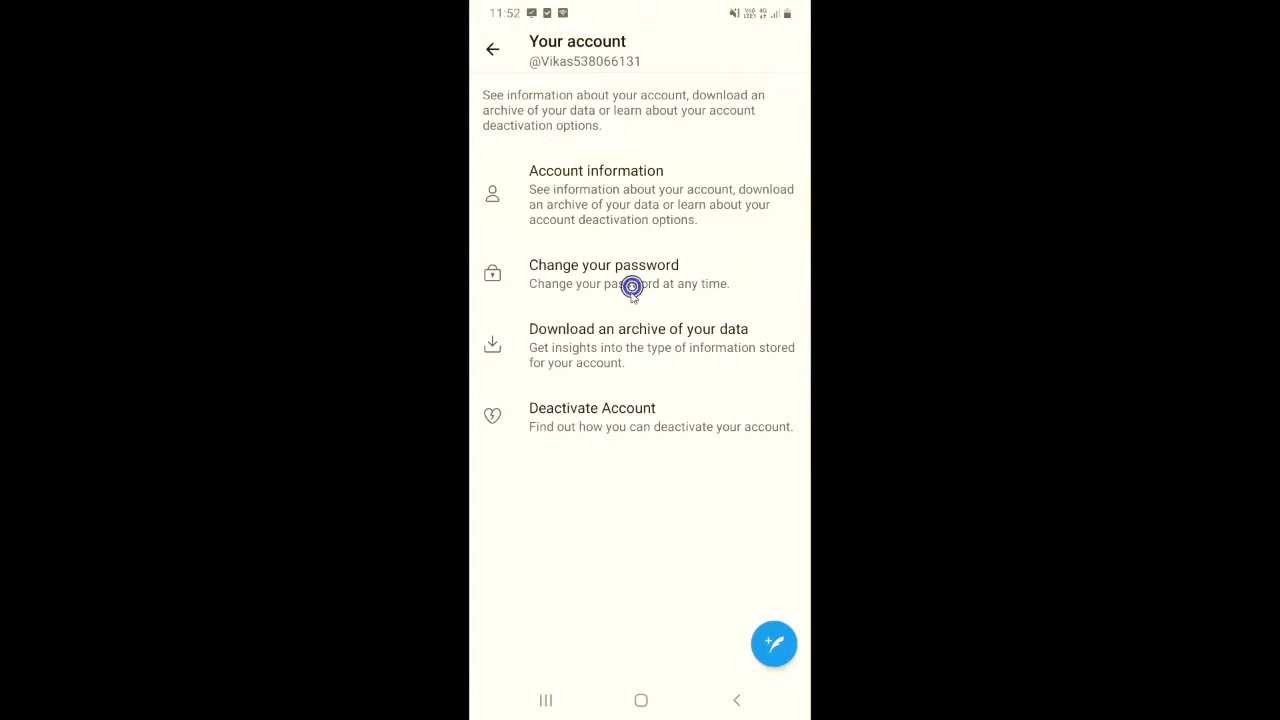 11:52
Your account
@Vikas538066131
See information about your account, download an
archive of your data or learn about your account
deactivation options.
Account information
See information about your account, download
an archive of your data or learn about your
account deactivation options.
Change your password
Change your password at any time.
Download an archive of your data
Get insights into the type of information stored
for your account.
Deactivate Account
Find out how you can deactivate your account.